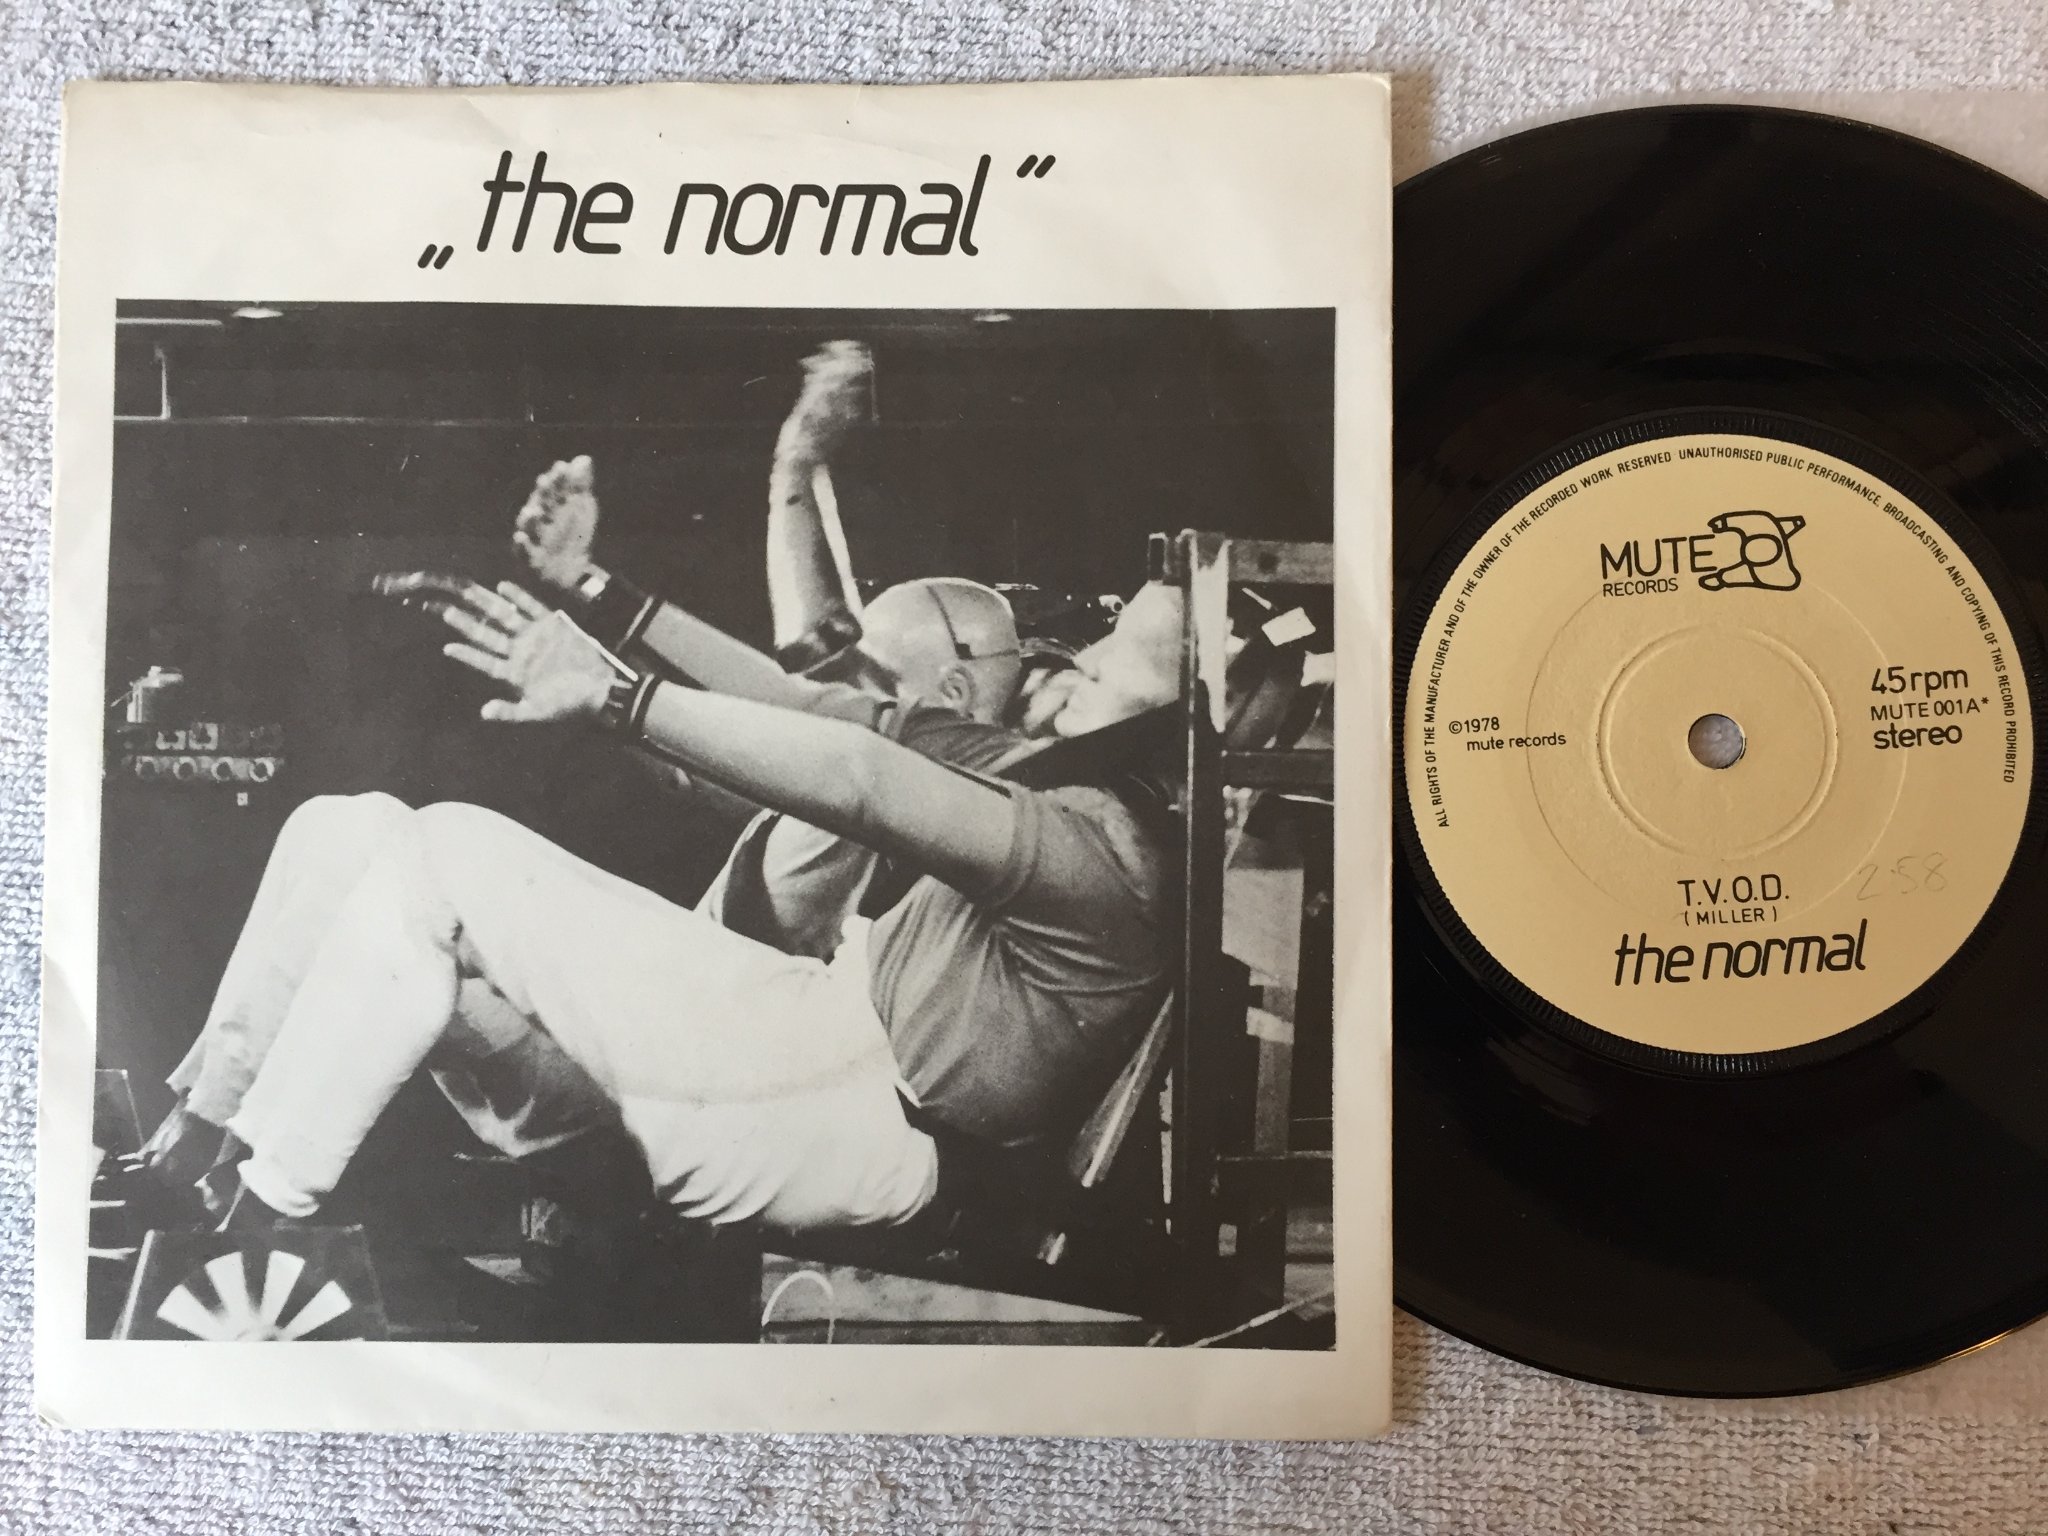 „the normal”
ALL RIGHTS OF THE MANUFACTURER AND OF THE OWNER OF THE RECORDED WORK RESERVED UNAUTHORISED PUBLIC PERFORMANCE, BROADCASTING AND COPYING OF THIS RECORD PROHIBITED
MUTE
RECORDS
45 rpm
MUTE 001A*
stereo
©1978
mute records
2·58
T.V.O.D.
( MILLER )
the normal